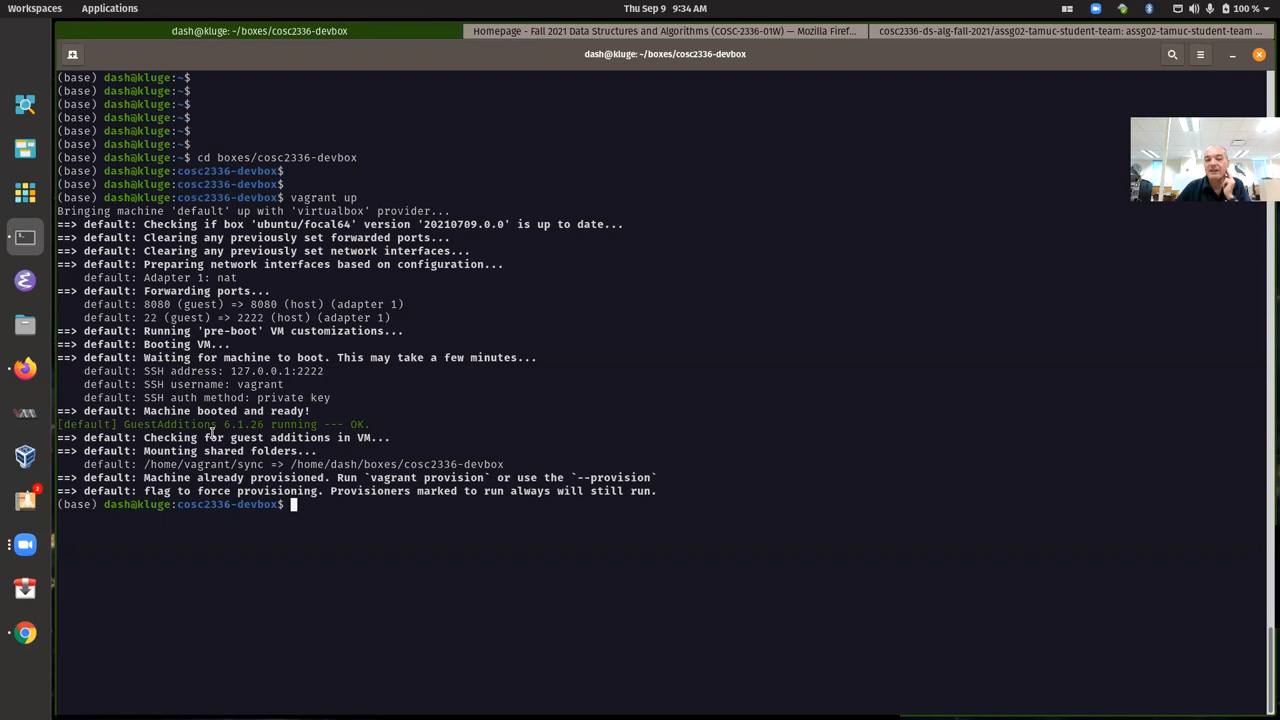 Workspaces Applications Thu Sep 9 9:34 AM 100 %
dash@kluge: ~/boxes/cosc2336-devbox Homepage - Fall 2021 Data Structures and Algorithms (COSC-2336-01W) — Mozilla Firef... cosc2336-ds-alg-fall-2021/assg02-tamuc-student-team: assg02-tamuc-student-team ...
dash@kluge: ~/boxes/cosc2336-devbox
(base) dash@kluge:~$
(base) dash@kluge:~$
(base) dash@kluge:~$
(base) dash@kluge:~$
(base) dash@kluge:~$
(base) dash@kluge:~$
(base) dash@kluge:~$ cd boxes/cosc2336-devbox
(base) dash@kluge:cosc2336-devbox$
(base) dash@kluge:cosc2336-devbox$
(base) dash@kluge:cosc2336-devbox$ vagrant up
Bringing machine 'default' up with 'virtualbox' provider...
==> default: Checking if box 'ubuntu/focal64' version '20210709.0.0' is up to date...
==> default: Clearing any previously set forwarded ports...
==> default: Clearing any previously set network interfaces...
==> default: Preparing network interfaces based on configuration...
default: Adapter 1: nat
==> default: Forwarding ports...
default: 8080 (guest) => 8080 (host) (adapter 1)
default: 22 (guest) => 2222 (host) (adapter 1)
==> default: Running 'pre-boot' VM customizations...
==> default: Booting VM...
==> default: Waiting for machine to boot. This may take a few minutes...
default: SSH address: 127.0.0.1:2222
default: SSH username: vagrant
default: SSH auth method: private key
==> default: Machine booted and ready!
[default] GuestAdditions 6.1.26 running --- OK.
==> default: Checking for guest additions in VM...
==> default: Mounting shared folders...
default: /home/vagrant/sync => /home/dash/boxes/cosc2336-devbox
==> default: Machine already provisioned. Run `vagrant provision` or use the `--provision`
==> default: flag to force provisioning. Provisioners marked to run always will still run.
(base) dash@kluge:cosc2336-devbox$
2